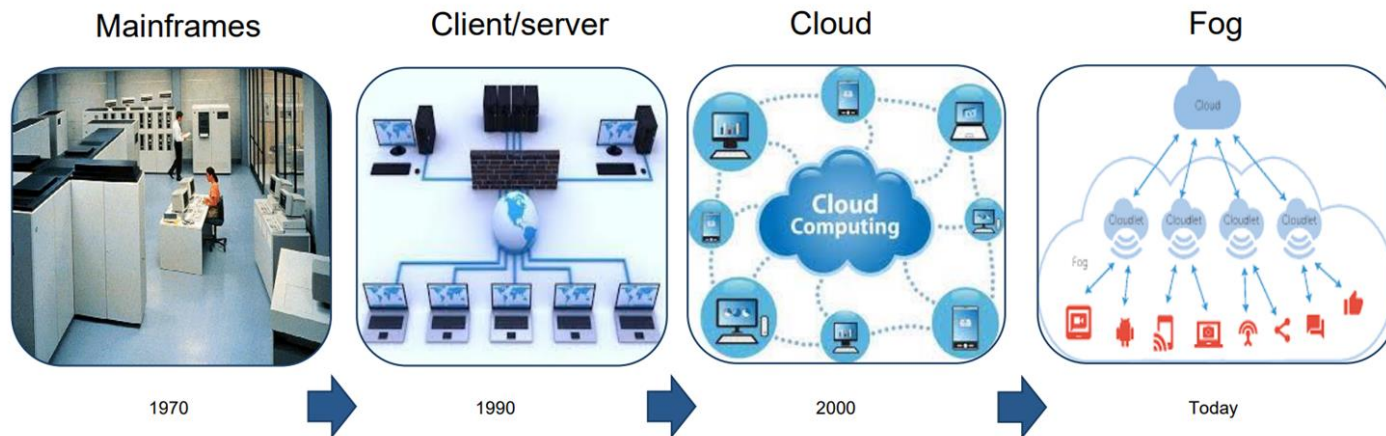 Mainframes
Client/server
Cloud
Fog
Cloud
Computing
Cloud
Cloudlet
Cloudlet
Cloudlet
Cloudlet
Fog
1970
1990
2000
Today